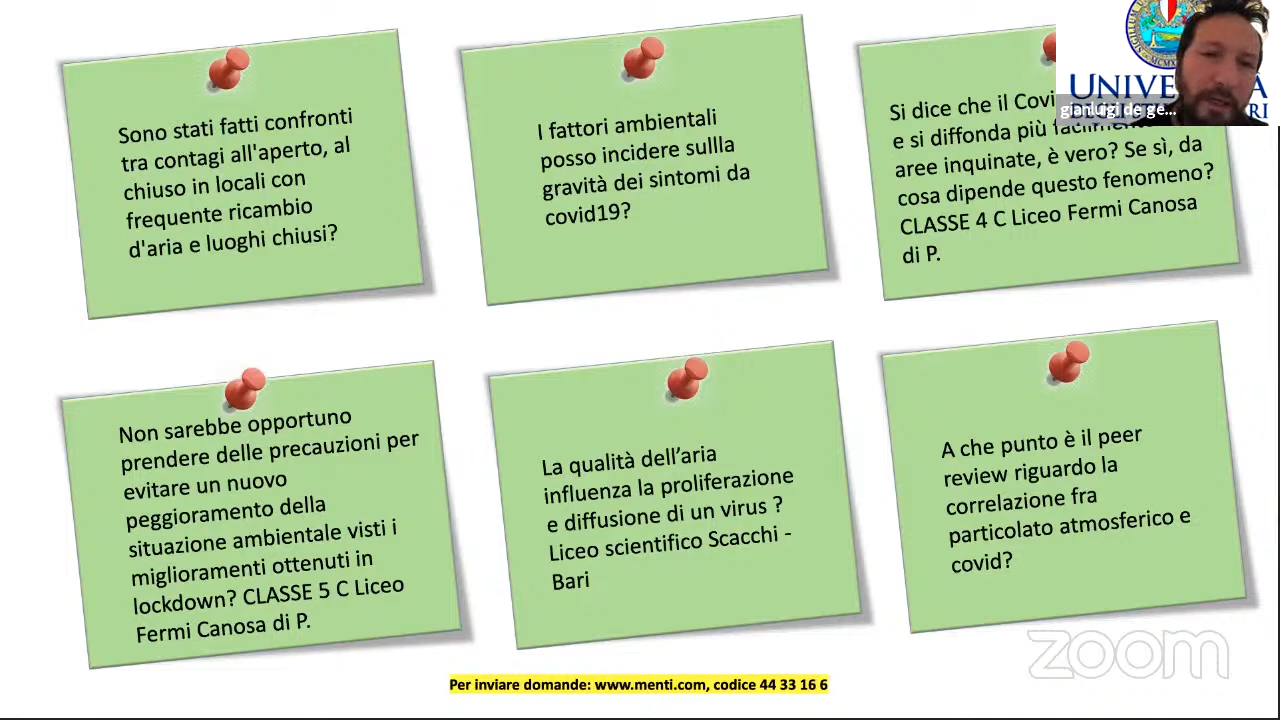 Sono stati fatti confronti
tra contagi all'aperto, al
chiuso in locali con
frequente ricambio
d'aria e luoghi chiusi?
I fattori ambientali
posso incidere sullla
gravità dei sintomi da
covid19?
Si dice che il Covi
e si diffonda più
aree inquinate, è vero? Se sì, da
cosa dipende questo fenomeno?
CLASSE 4 C Liceo Fermi Canosa
di P.
gianluigi de ge...
Non sarebbe opportuno
prendere delle precauzioni per
evitare un nuovo
peggioramento della
situazione ambientale visti i
miglioramenti ottenuti in
lockdown? CLASSE 5 C Liceo
Fermi Canosa di P.
La qualità dell’aria
influenza la proliferazione
e diffusione di un virus ?
Liceo scientifico Scacchi -
Bari
A che punto è il peer
review riguardo la
correlazione fra
particolato atmosferico e
covid?
zoom
Per inviare domande: www.menti.com, codice 44 33 16 6